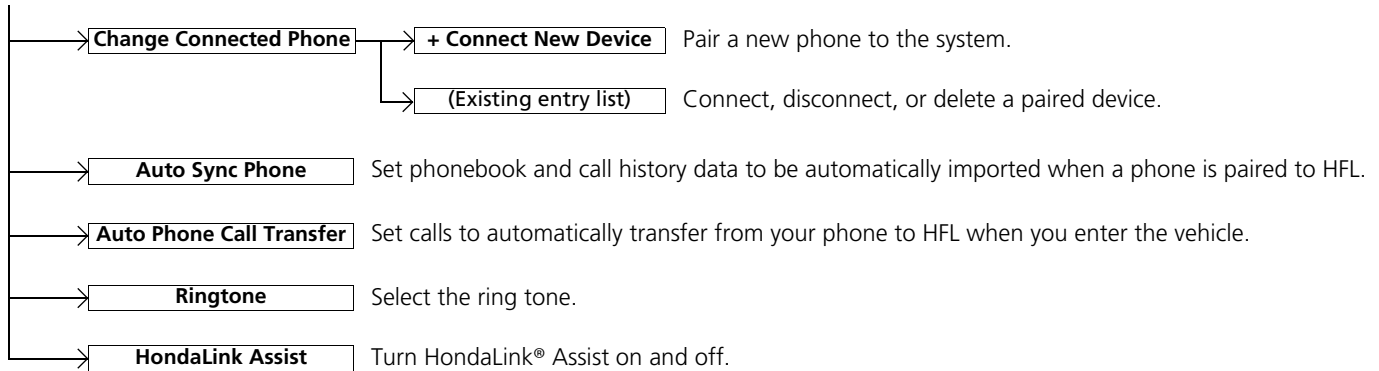 Change Connected Phone + Connect New Device Pair a new phone to the system.
(Existing entry list) Connect, disconnect, or delete a paired device.
Auto Sync Phone Set phonebook and call history data to be automatically imported when a phone is paired to HFL.
Auto Phone Call Transfer Set calls to automatically transfer from your phone to HFL when you enter the vehicle.
Ringtone Select the ring tone.
HondaLink Assist Turn HondaLink® Assist on and off.